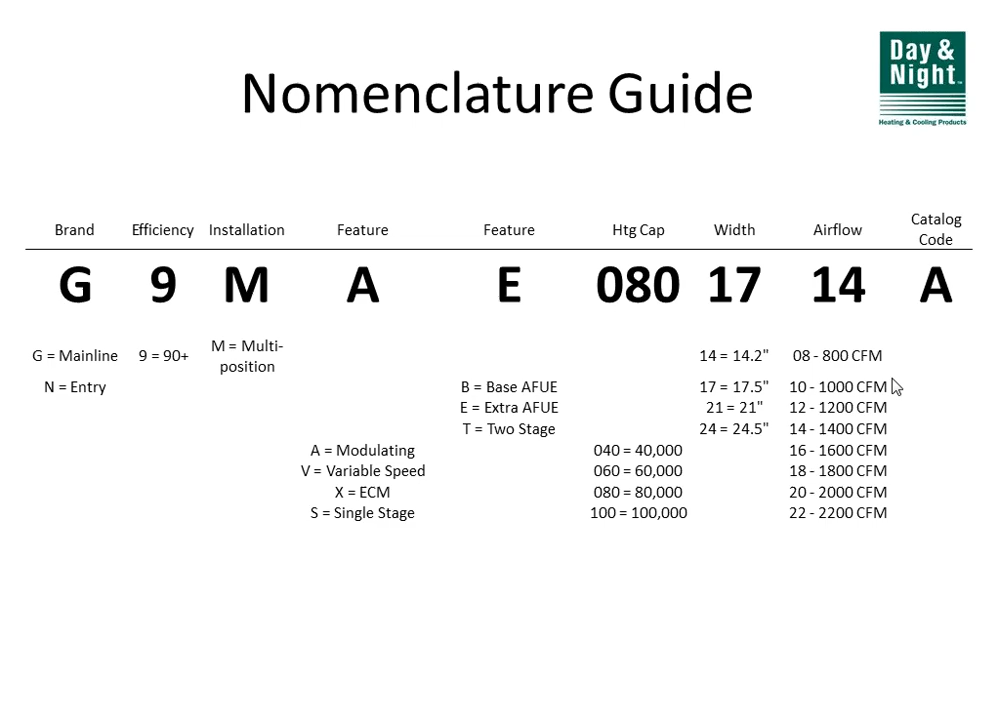 Day &
Night™
Heating & Cooling Products
Nomenclature Guide
Brand Efficiency Installation Feature Feature Htg Cap Width Airflow Catalog
Code
G 9 M A E 080 17 14 A
G = Mainline 9 = 90+ M = Multi-
position 14 = 14.2" 08 - 800 CFM
N = Entry B = Base AFUE 17 = 17.5" 10 - 1000 CFM
E = Extra AFUE 21 = 21" 12 - 1200 CFM
T = Two Stage 24 = 24.5" 14 - 1400 CFM
A = Modulating 040 = 40,000 16 - 1600 CFM
V = Variable Speed 060 = 60,000 18 - 1800 CFM
X = ECM 080 = 80,000 20 - 2000 CFM
S = Single Stage 100 = 100,000 22 - 2200 CFM